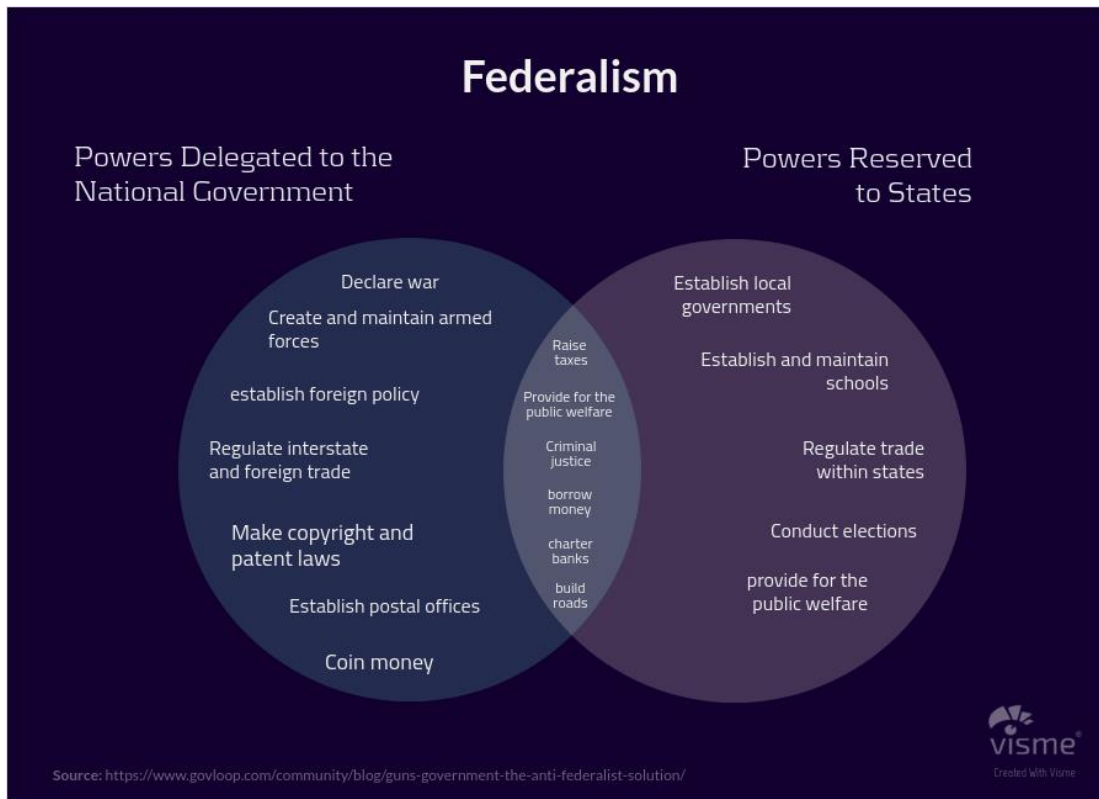 Federalism
Powers Delegated to the
National Government
Powers Reserved
to States
Declare war
Create and maintain armed
forces
establish foreign policy
Regulate interstate
and foreign trade
Make copyright and
patent laws
Establish postal offices
Coin money
Raise
taxes
Provide for the
public welfare
Criminal
justice
borrow
money
charter
banks
build
roads
Establish local
governments
Establish and maintain
schools
Regulate trade
within states
Conduct elections
provide for the
public welfare
Source: https://www.govloop.com/community/blog/guns-government-the-anti-federalist-solution/
visme®
Created With Visme